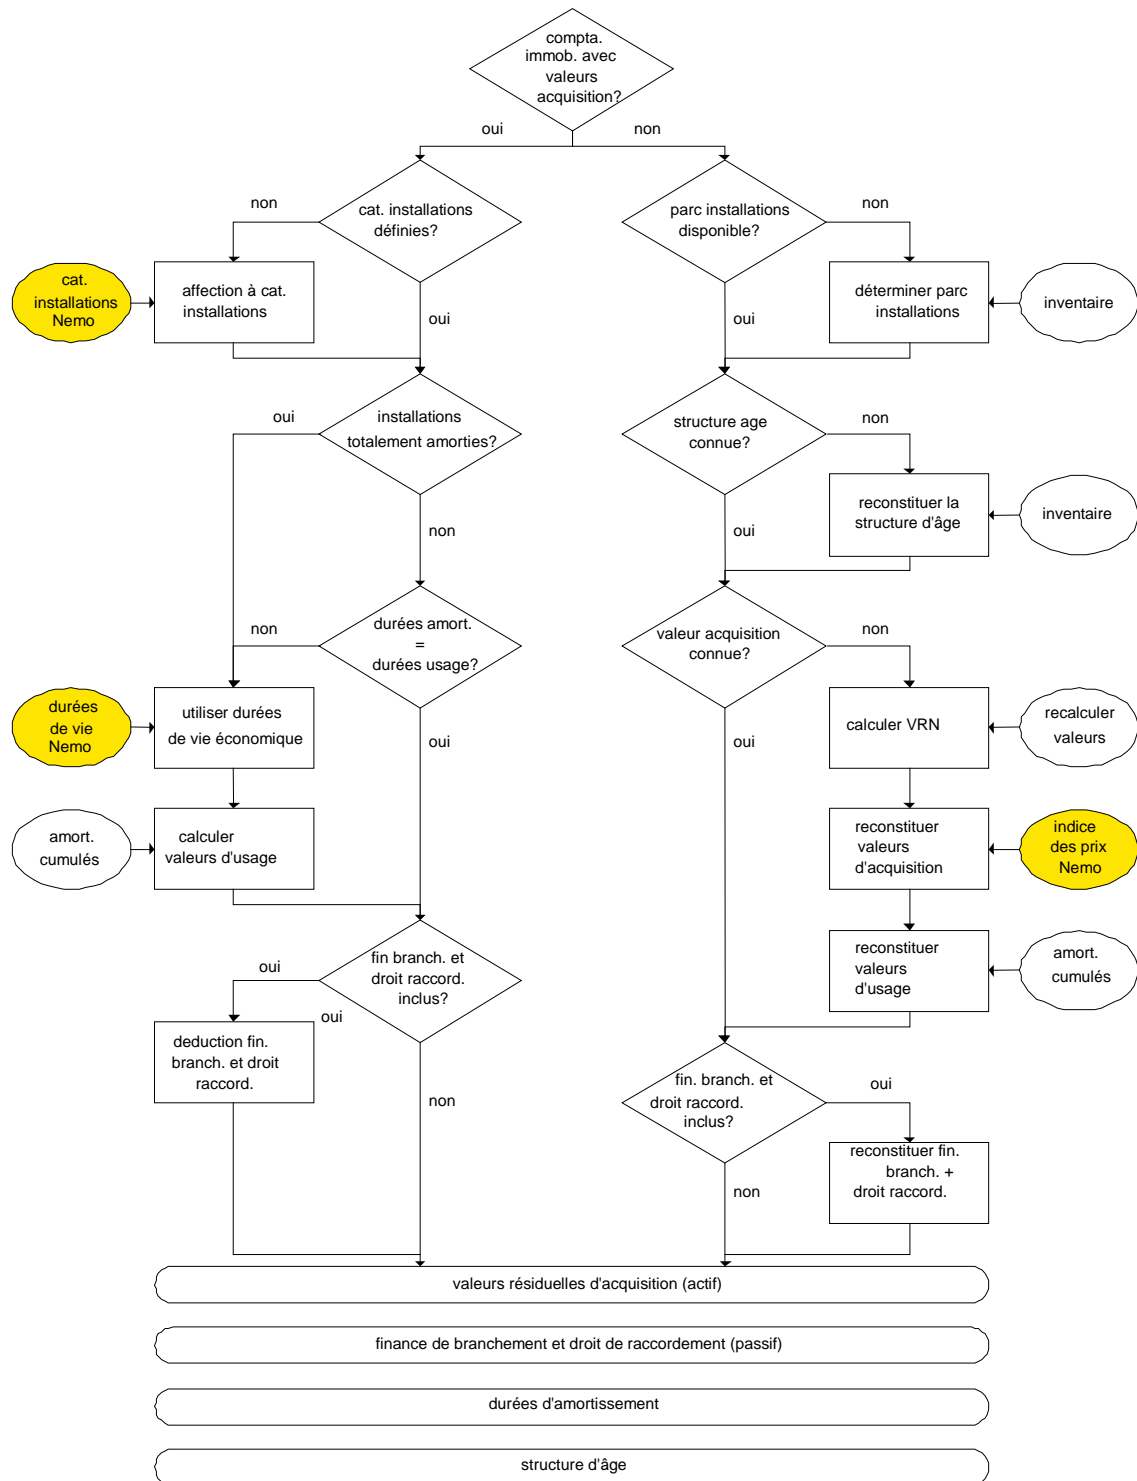 compta.
immob. avec
valeurs
acquisition?
oui
non
non
cat. installations
définies?
parc installations
disponible?
non
cat.
installations
Nemo
affection à cat.
installations
oui
oui
déterminer parc
installations
inventaire
oui
installations
totalement amorties?
structure age
connue?
non
non
oui
reconstituer la
structure d'âge
inventaire
non
durées amort.
=
durées usage?
valeur acquisition
connue?
non
durées
de vie
Nemo
utiliser durées
de vie économique
oui
oui
calculer VRN
recalculer
valeurs
amort.
cumulés
calculer
valeurs d'usage
reconstituer
valeurs
d'acquisition
indice
des prix
Nemo
oui
fin branch. et
droit raccord.
inclus?
reconstituer
valeurs
d'usage
amort.
cumulés
oui
deduction fin.
branch. et droit
raccord.
non
fin. branch. et
droit raccord.
inclus?
oui
non
reconstituer fin.
branch. +
droit raccord.
valeurs résiduelles d'acquisition (actif)
finance de branchement et droit de raccordement (passif)
durées d'amortissement
structure d'âge